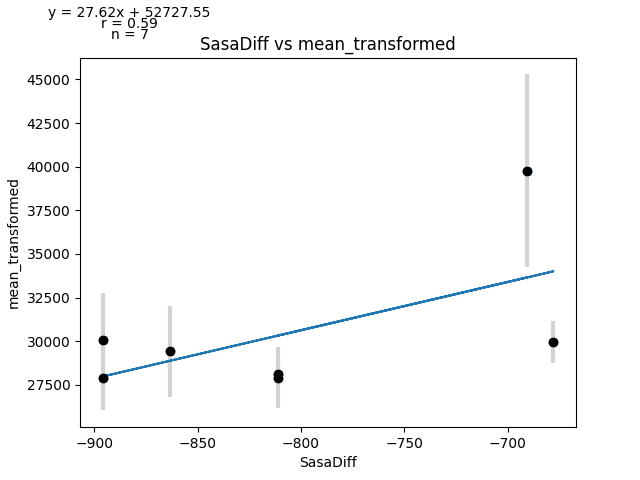 y = 27.62x + 52727.55
r = 0.59
n = 7
SasaDiff vs mean_transformed
45000
42500
40000
37500
35000
32500
30000
27500
mean_transformed
−900
−850
−800
−750
−700
SasaDiff